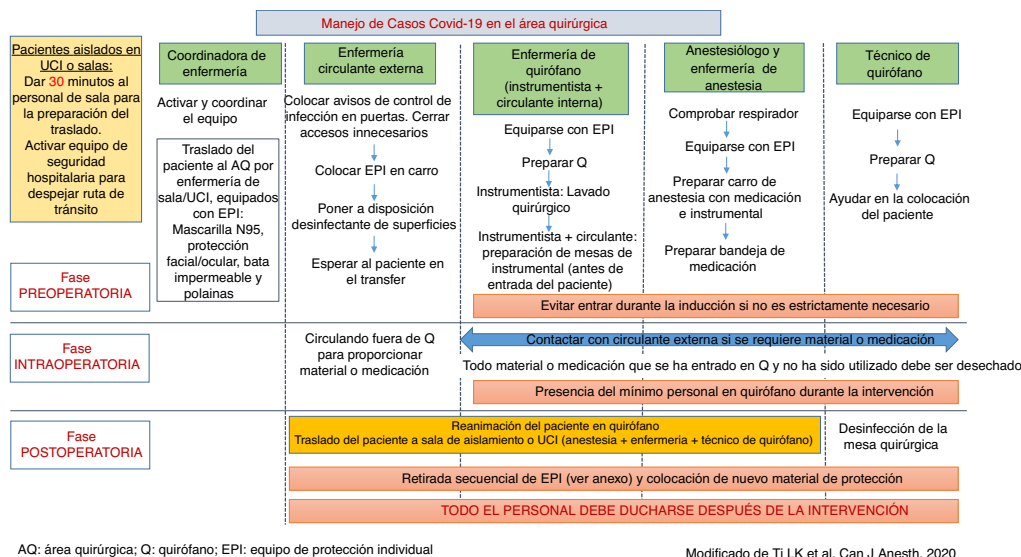 Manejo de Casos Covid-19 en el área quirúrgica
Pacientes aislados en
UCI o salas:
Dar 30 minutos al
personal de sala para
la preparación del
traslado.
Activar equipo de
seguridad
hospitalaria para
despejar ruta de
tránsito
Coordinadora de
enfermería
Activar y coordinar
el equipo
Traslado del
paciente al AQ por
enfermería de
sala/UCI, equipados
con EPI:
Mascarilla N95,
protección
facial/ocular, bata
impermeable y
polainas
Enfermería
circulante externa
Colocar avisos de control de
infección en puertas. Cerrar
accesos innecesarios
Colocar EPI en carro
Poner a disposición
desinfectante de superficies
Esperar al paciente en
el transfer
Enfermería de
quirófano
(instrumentista +
circulante interna)
Equiparse con EPI
Preparar Q
Instrumentista: Lavado
quirúrgico
Instrumentista + circulante:
preparación de mesas de
instrumental (antes de
entrada del paciente)
Anestesiólogo y
enfermería de
anestesia
Comprobar respirador
Equiparse con EPI
Preparar carro de
anestesia con medicación
e instrumental
Preparar bandeja de
medicación
Técnico de
quirófano
Equiparse con EPI
Preparar Q
Ayudar en la colocación
del paciente
Fase
PREOPERATORIA
Evitar entrar durante la inducción si no es estrictamente necesario
Fase
INTRAOPERATORIA
Circulando fuera de Q
para proporcionar
material o medicación
Contactar con circulante externa si se requiere material o medicación
Todo material o medicación que se ha entrado en Q y no ha sido utilizado debe ser desechado
Presencia del mínimo personal en quirófano durante la intervención
Fase
POSTOPERATORIA
Reanimación del paciente en quirófano
Traslado del paciente a sala de aislamiento o UCI (anestesia + enfermeria + técnico de quirófano)
Desinfección de la
mesa quirúrgica
Retirada secuencial de EPI (ver anexo) y colocación de nuevo material de protección
TODO EL PERSONAL DEBE DUCHARSE DESPUÉS DE LA INTERVENCIÓN
AQ: área quirúrgica; Q: quirófano; EPI: equipo de protección individual
Modificado de Ti LK et al. Can J Anesth. 2020